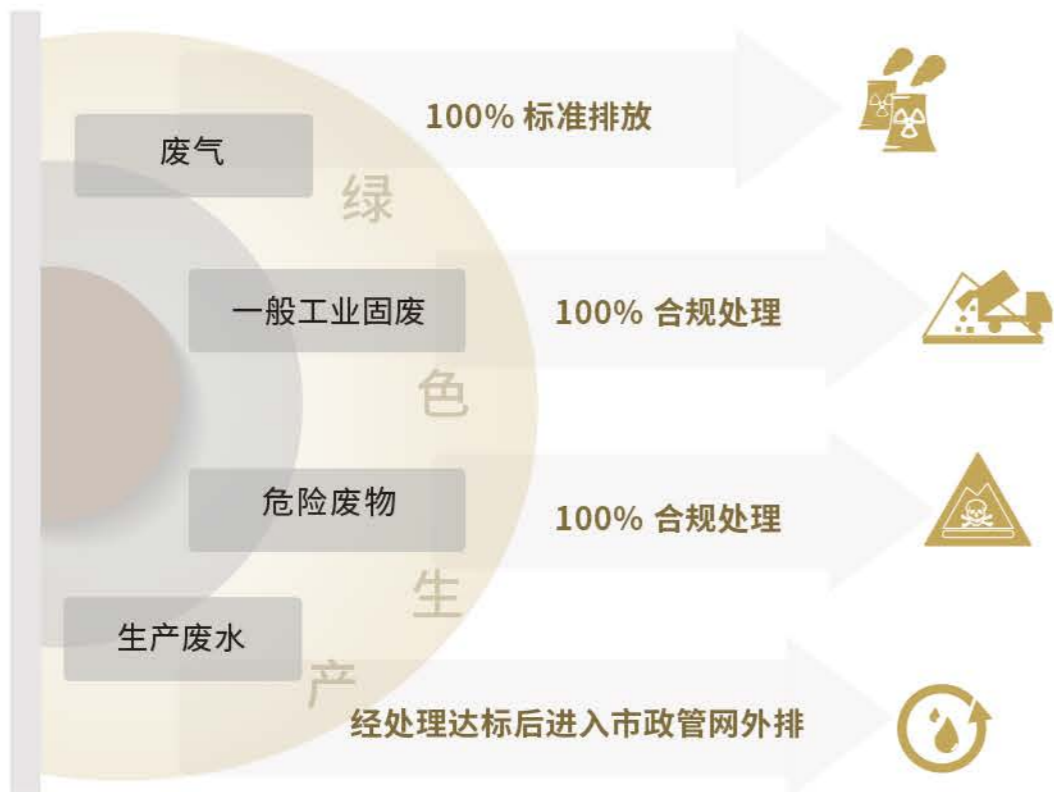 废气
100% 标准排放
绿
一般工业固废
100% 合规处理
色
危险废物
100% 合规处理
生
生产废水
产
经处理达标后进入市政管网外排